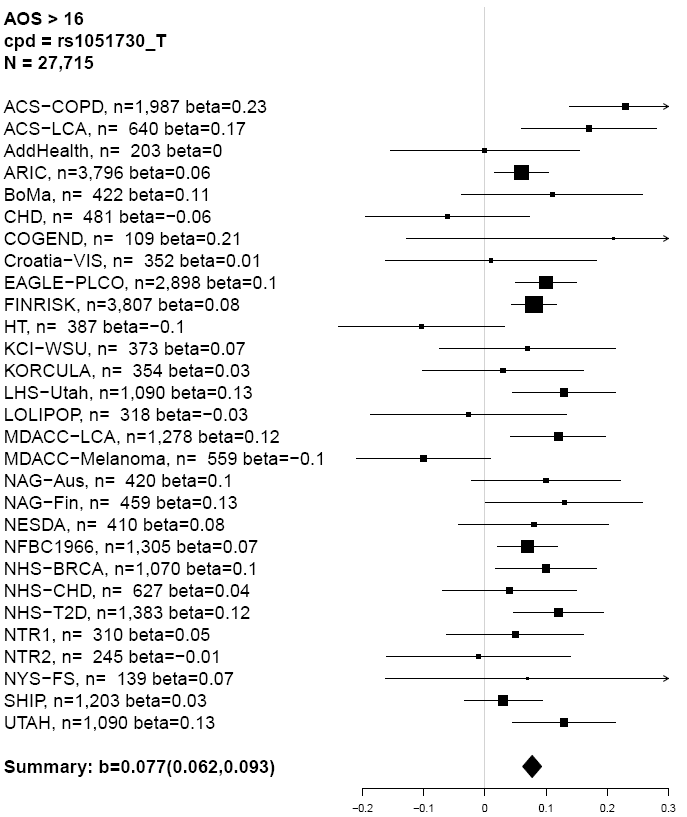 AOS > 16
cpd = rs1051730_T
N = 27,715
ACS−COPD, n=1,987 beta=0.23
ACS−LCA, n=  640 beta=0.17
AddHealth, n=  203 beta=0
ARIC, n=3,796 beta=0.06
BoMa, n=  422 beta=0.11
CHD, n=  481 beta=−0.06
COGEND, n=  109 beta=0.21
Croatia−VIS, n=  352 beta=0.01
EAGLE−PLCO, n=2,898 beta=0.1
FINRISK, n=3,807 beta=0.08
HT, n=  387 beta=−0.1
KCI−WSU, n=  373 beta=0.07
KORCULA, n=  354 beta=0.03
LHS−Utah, n=1,090 beta=0.13
LOLIPOP, n=  318 beta=−0.03
MDACC−LCA, n=1,278 beta=0.12
MDACC−Melanoma, n=  559 beta=−0.1
NAG−Aus, n=  420 beta=0.1
NAG−Fin, n=  459 beta=0.13
NESDA, n=  410 beta=0.08
NFBC1966, n=1,305 beta=0.07
NHS−BRCA, n=1,070 beta=0.1
NHS−CHD, n=  627 beta=0.04
NHS−T2D, n=1,383 beta=0.12
NTR1, n=  310 beta=0.05
NTR2, n=  245 beta=−0.01
NYS−FS, n=  139 beta=0.07
SHIP, n=1,203 beta=0.03
UTAH, n=1,090 beta=0.13
Summary: b=0.077(0.062,0.093)
−0.2 −0.1 0 0.1 0.2 0.3